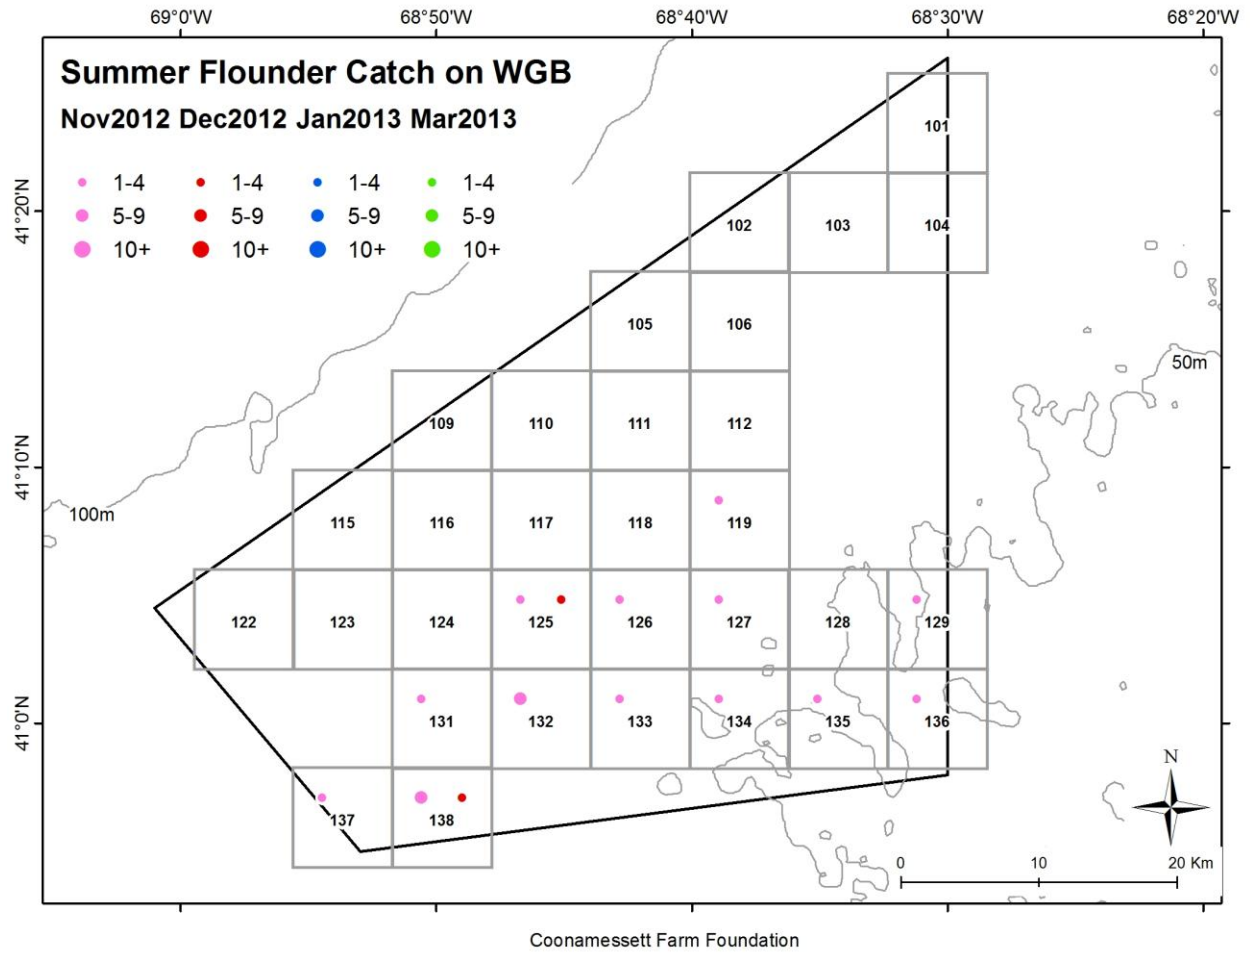 69°0'W 68°50'W 68°40'W 68°30'W 68°20'W
Summer Flounder Catch on WGB
Nov2012 Dec2012 Jan2013 Mar2013
1-4 1-4 1-4 1-4
5-9 5-9 5-9 5-9
10+ 10+ 10+ 10+
41°20'N
41°10'N
41°0'N
101
102 103 104
105 106
50m
109 110 111 112
100m
115 116 117 118 119
122 123 124 125 126 127 128 129
131 132 133 134 135 136
N
137 138
0 10 20 Km
Coonamessett Farm Foundation